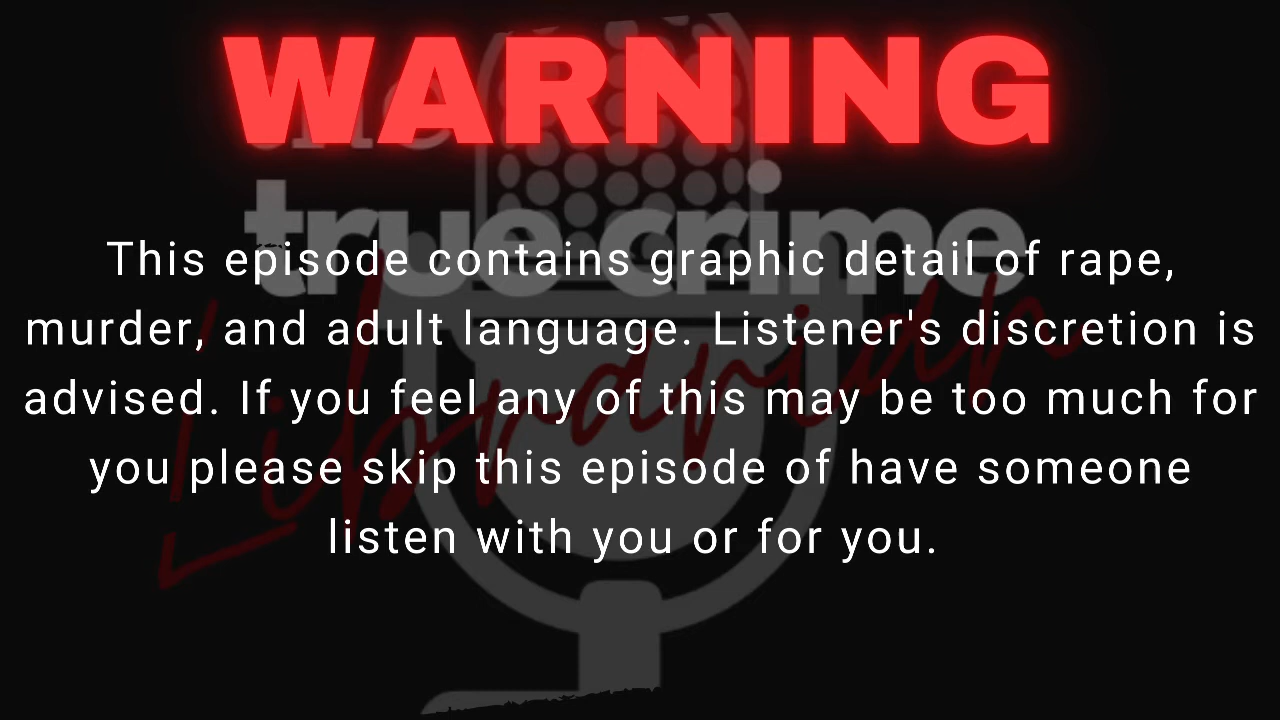 WARNING
the
true crime
Librarian
This episode contains graphic detail of rape,
murder, and adult language. Listener's discretion is
advised. If you feel any of this may be too much for
you please skip this episode of have someone
listen with you or for you.